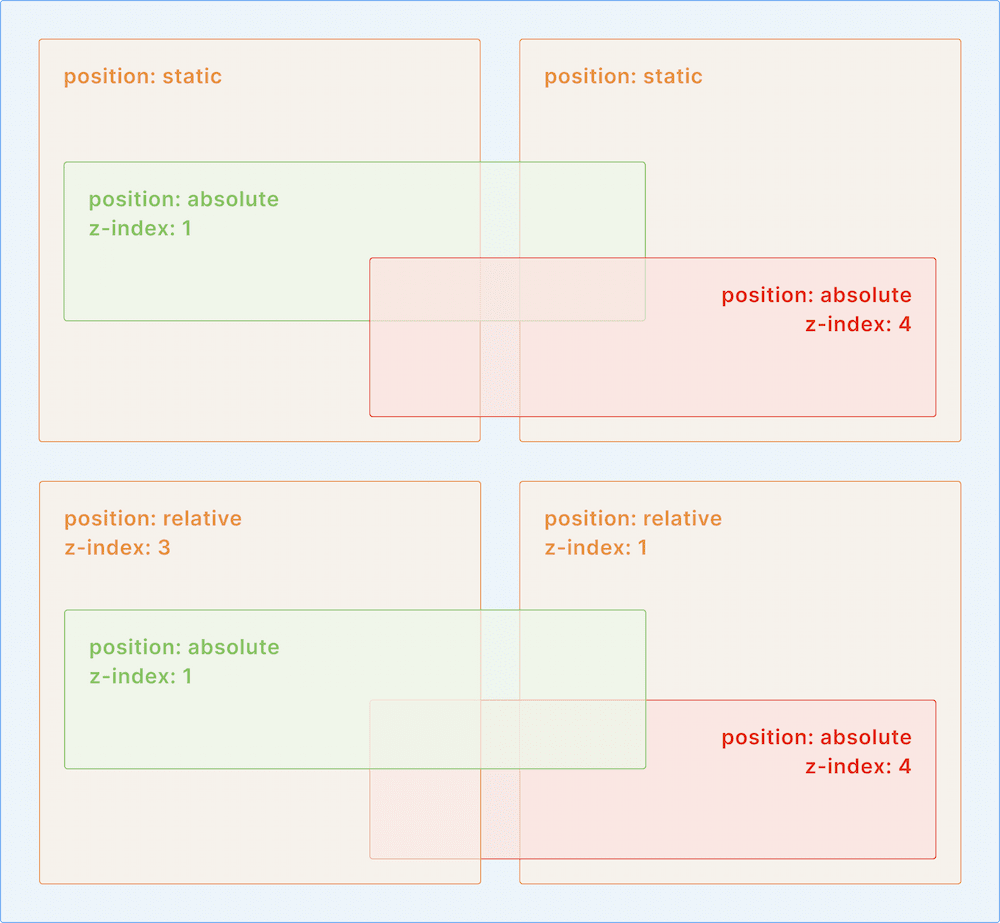 position: static
position: static
position: absolute
z-index: 1
position: absolute
z-index: 4
position: relative
z-index: 3
position: relative
z-index: 1
position: absolute
z-index: 1
position: absolute
z-index: 4